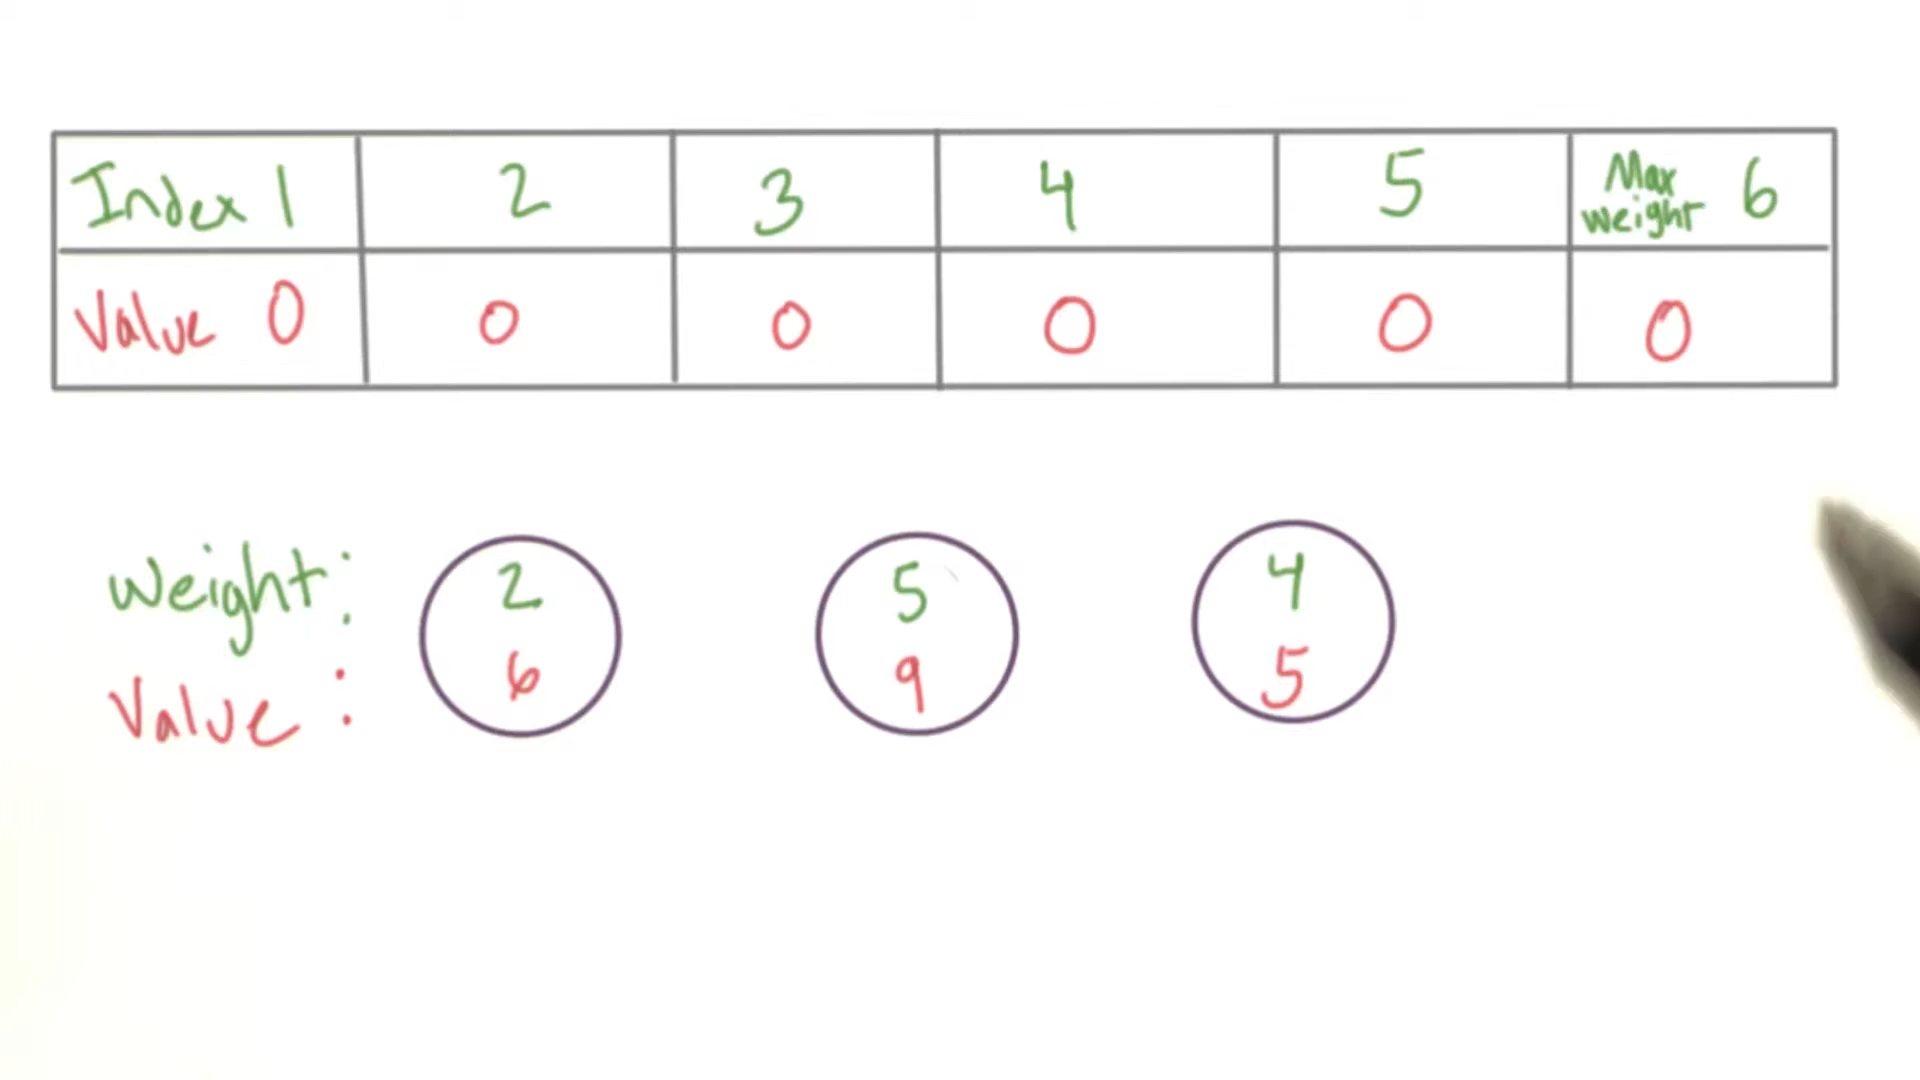 Index 1 2 3 4 5 Max weight 6
Value 0 0 0 0 0 0
Weight: 2 5 4
Value: 6 9 5